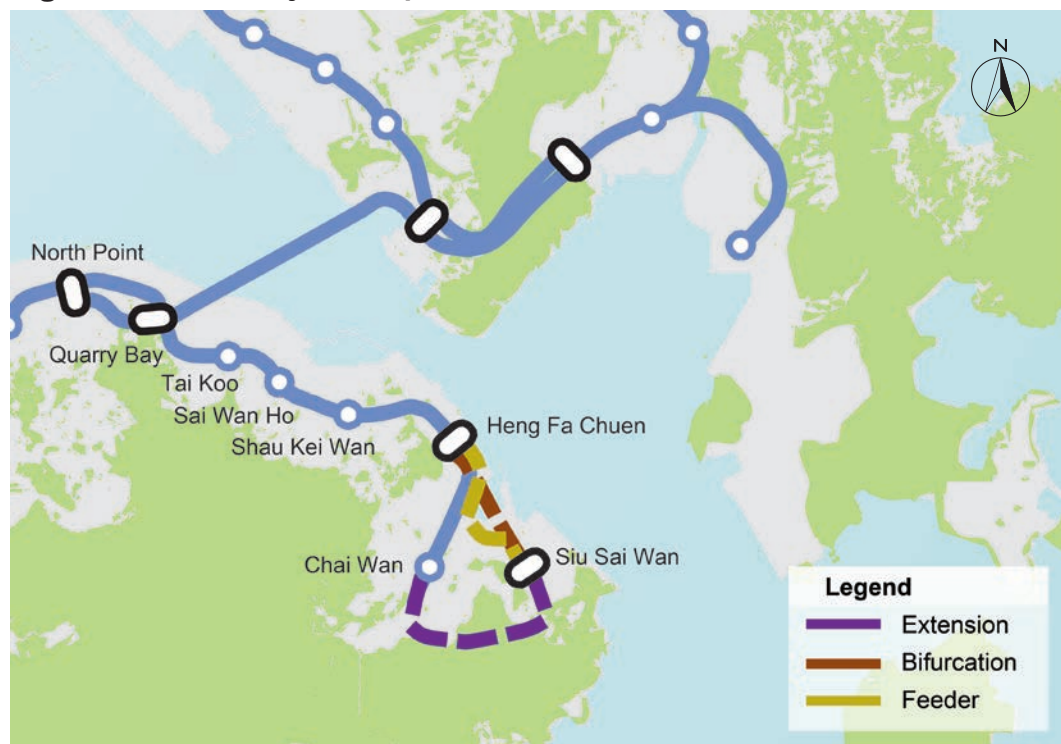 N
North Point
Quarry Bay
Tai Koo
Sai Wan Ho
Shau Kei Wan
Heng Fa Chuen
Chai Wan
Siu Sai Wan
Legend
Extension
Bifurcation
Feeder